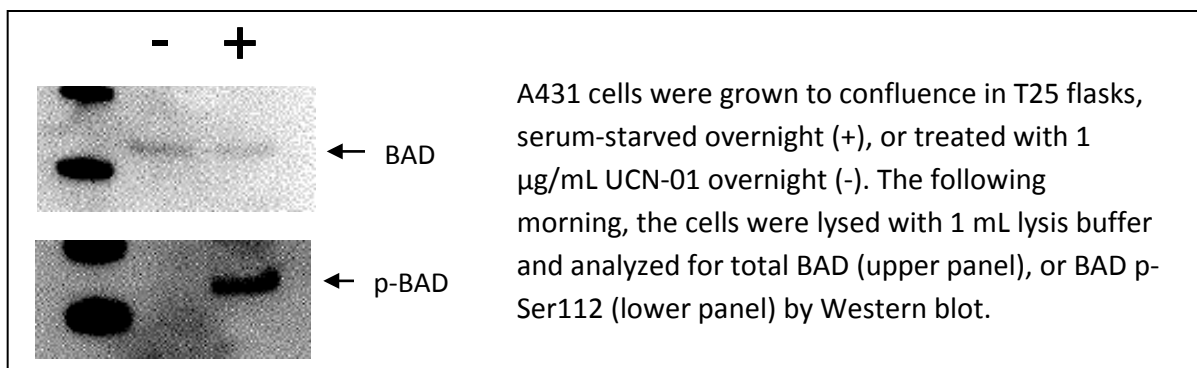 - +
BAD
p-BAD
A431 cells were grown to confluence in T25 flasks,
serum-starved overnight (+), or treated with 1
µg/mL UCN-01 overnight (-). The following
morning, the cells were lysed with 1 mL lysis buffer
and analyzed for total BAD (upper panel), or BAD p-
Ser112 (lower panel) by Western blot.